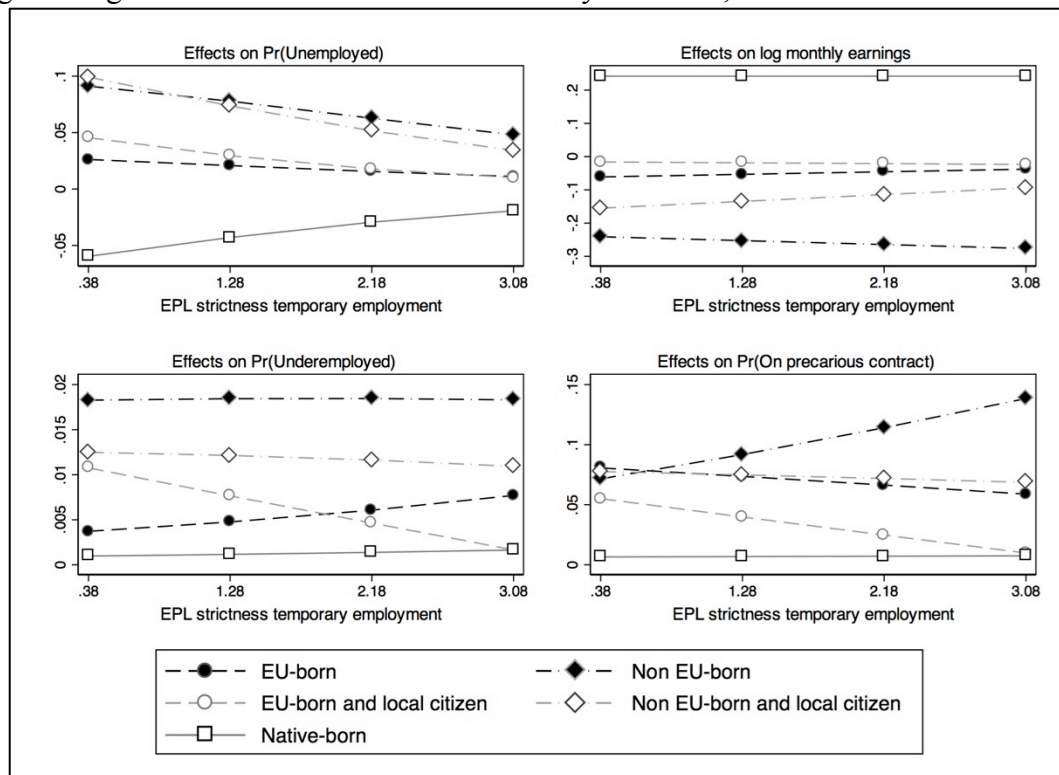 Effects on Pr(Unemployed)
.1
.05
0
-.05
.38 1.28 2.18 3.08
EPL strictness temporary employment
Effects on log monthly earnings
.2
.1
0
-.1
-.2
-.3
.38 1.28 2.18 3.08
EPL strictness temporary employment
Effects on Pr(Underemployed)
.02
.015
.01
.005
0
.38 1.28 2.18 3.08
EPL strictness temporary employment
Effects on Pr(On precarious contract)
.15
.1
.05
0
.38 1.28 2.18 3.08
EPL strictness temporary employment
EU-born
Non EU-born
EU-born and local citizen
Non EU-born and local citizen
Native-born